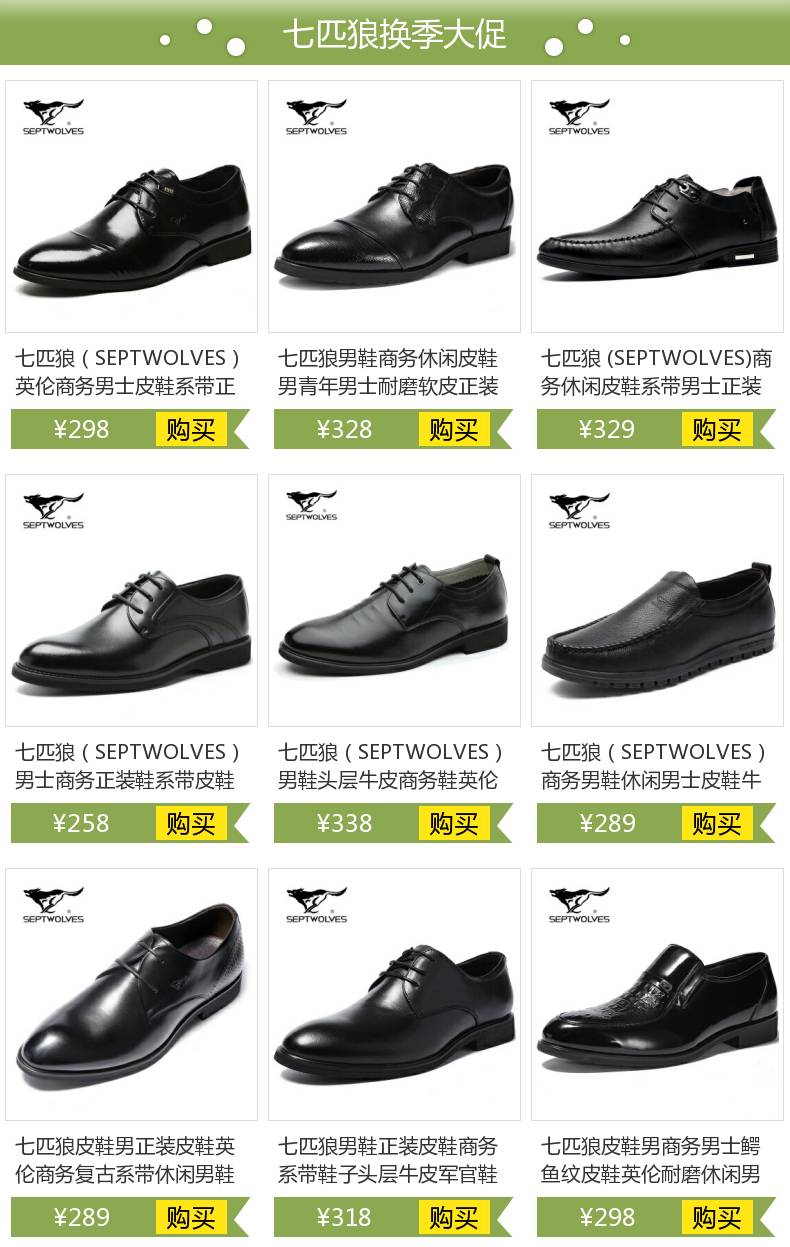 七匹狼换季大促
SEPTWOLVES
SEPTWOLVES
SEPTWOLVES
七匹狼（SEPTWOLVES）
英伦商务男士皮鞋系带正
¥298 购买
七匹狼男鞋商务休闲皮鞋
男青年男士耐磨软皮正装
¥328 购买
七匹狼 (SEPTWOLVES)商
务休闲皮鞋系带男士正装
¥329 购买
SEPTWOLVES
SEPTWOLVES
SEPTWOLVES
七匹狼（SEPTWOLVES）
男士商务正装鞋系带皮鞋
¥258 购买
七匹狼（SEPTWOLVES）
男鞋头层牛皮商务鞋英伦
¥338 购买
七匹狼（SEPTWOLVES）
商务男鞋休闲男士皮鞋牛
¥289 购买
SEPTWOLVES
SEPTWOLVES
SEPTWOLVES
七匹狼皮鞋男正装皮鞋英
伦商务复古系带休闲男鞋
¥289 购买
七匹狼男鞋正装皮鞋商务
系带鞋子头层牛皮军官鞋
¥318 购买
七匹狼皮鞋男商务男士鳄
鱼纹皮鞋英伦耐磨休闲男
¥298 购买